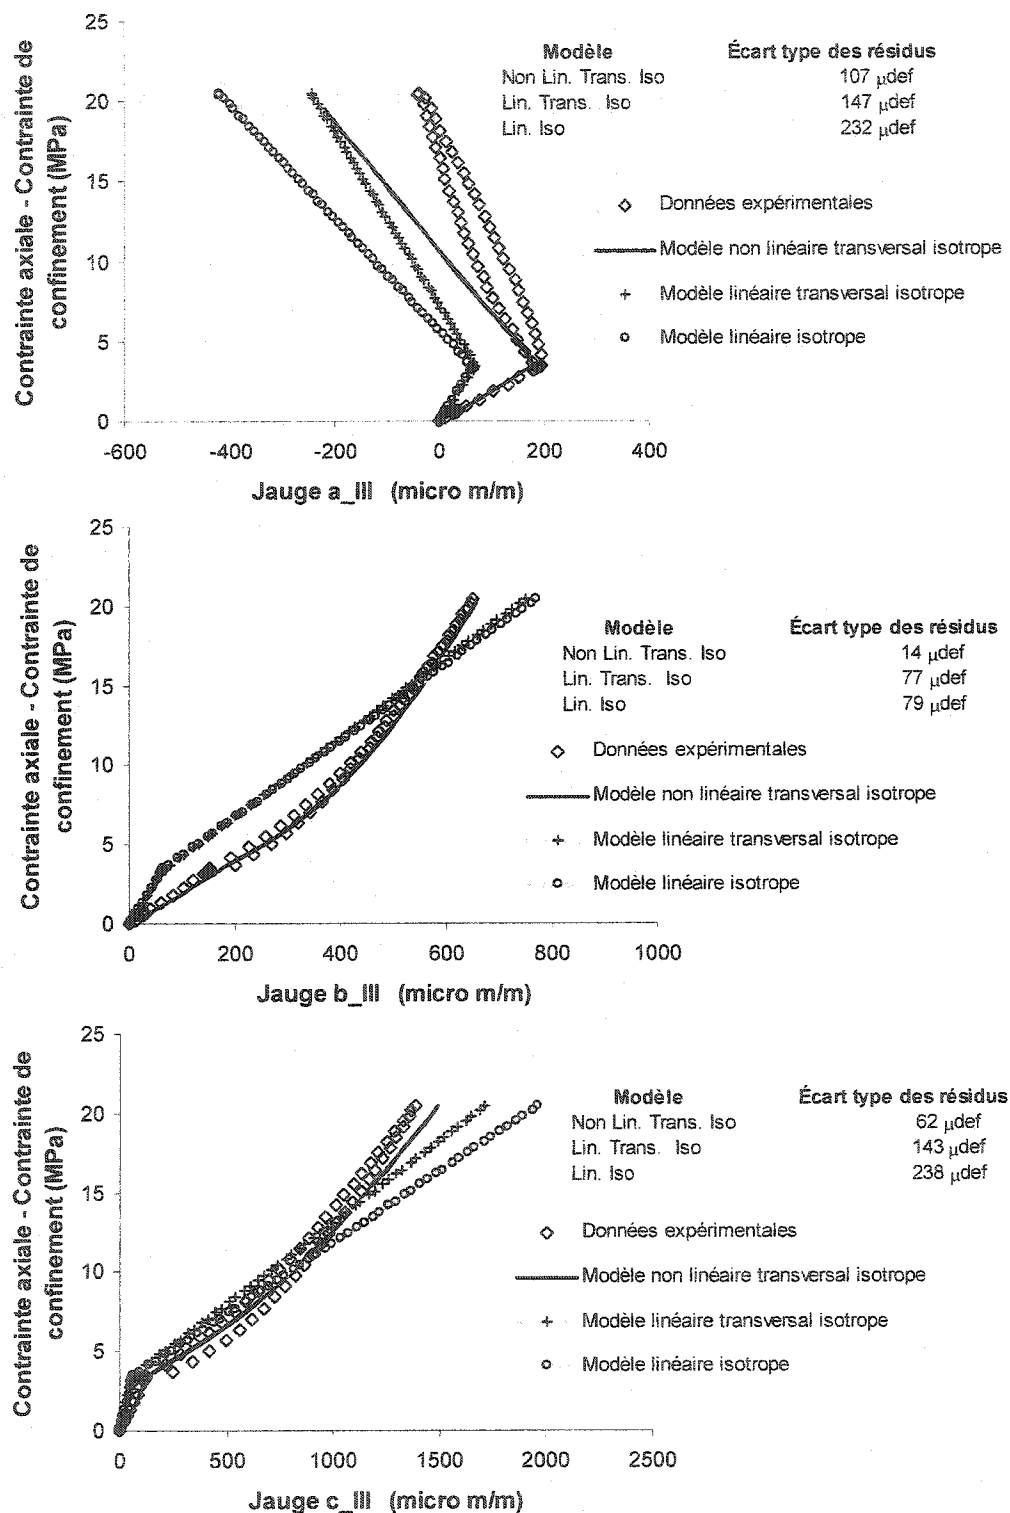 25
20
15
10
5
0
Contrainte axiale - Contrainte de
confinement (MPa)
Modèle Écart type des résidus
Non Lin. Trans. Iso 107 µdef
Lin. Trans. Iso 147 µdef
Lin. Iso 232 µdef
Données expérimentales
Modèle non linéaire transversal isotrope
Modèle linéaire transversal isotrope
Modèle linéaire isotrope
-600 -400 -200 0 200 400
Jauge a_III (micro m/m)
25
20
15
10
5
0
Contrainte axiale - Contrainte de
confinement (MPa)
Modèle Écart type des résidus
Non Lin. Trans. Iso 14 µdef
Lin. Trans. Iso 77 µdef
Lin. Iso 79 µdef
Données expérimentales
Modèle non linéaire transversal isotrope
Modèle linéaire transversal isotrope
Modèle linéaire isotrope
0 200 400 600 800 1000
Jauge b_III (micro m/m)
25
20
15
10
5
0
Contrainte axiale - Contrainte de
confinement (MPa)
Modèle Écart type des résidus
Non Lin. Trans. Iso 62 µdef
Lin. Trans. Iso 143 µdef
Lin. Iso 238 µdef
Données expérimentales
Modèle non linéaire transversal isotrope
Modèle linéaire transversal isotrope
Modèle linéaire isotrope
0 500 1000 1500 2000 2500
Jauge c_III (micro m/m)